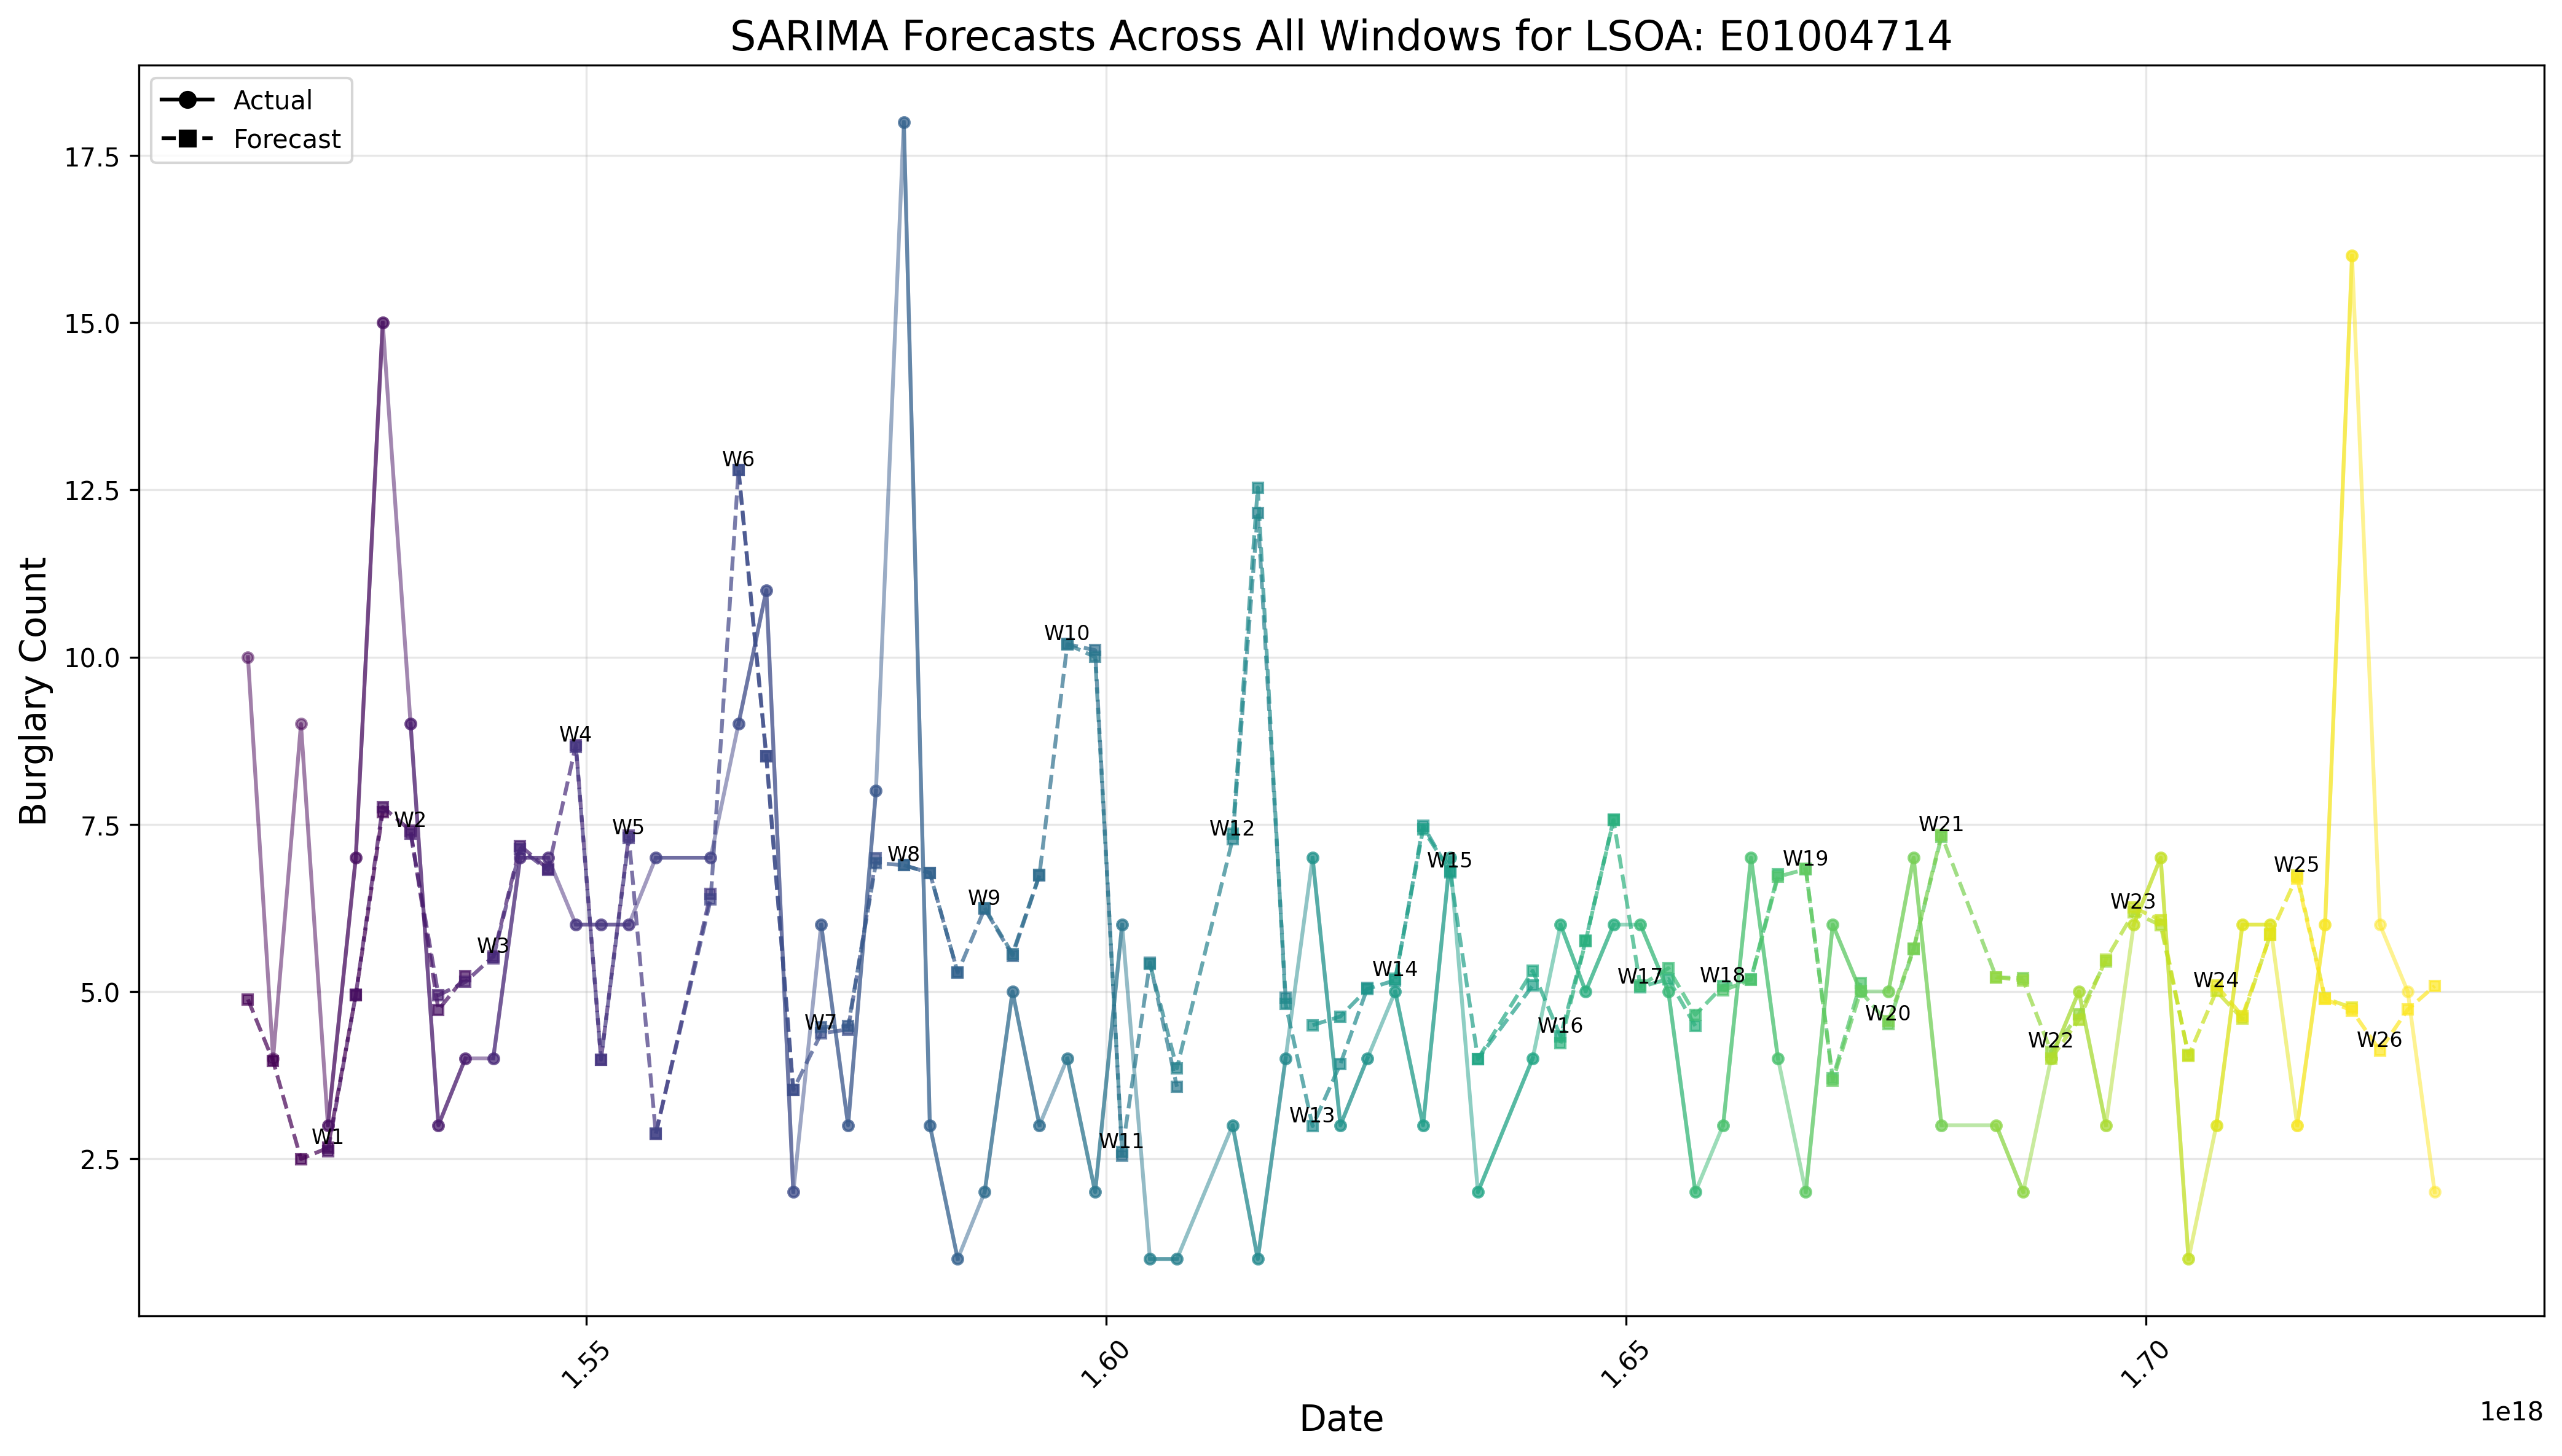 SARIMA Forecasts Across All Windows for LSOA: E01004714
Actual
Forecast
Burglary Count
17.5
15.0
12.5
10.0
7.5
5.0
2.5
W1
W2
W3
W4
W5
W6
W7
W8
W9
W10
W11
W12
W13
W14
W15
W16
W17
W18
W19
W20
W21
W22
W23
W24
W25
W26
1.55
1.60
1.65
1.70
1e18
Date